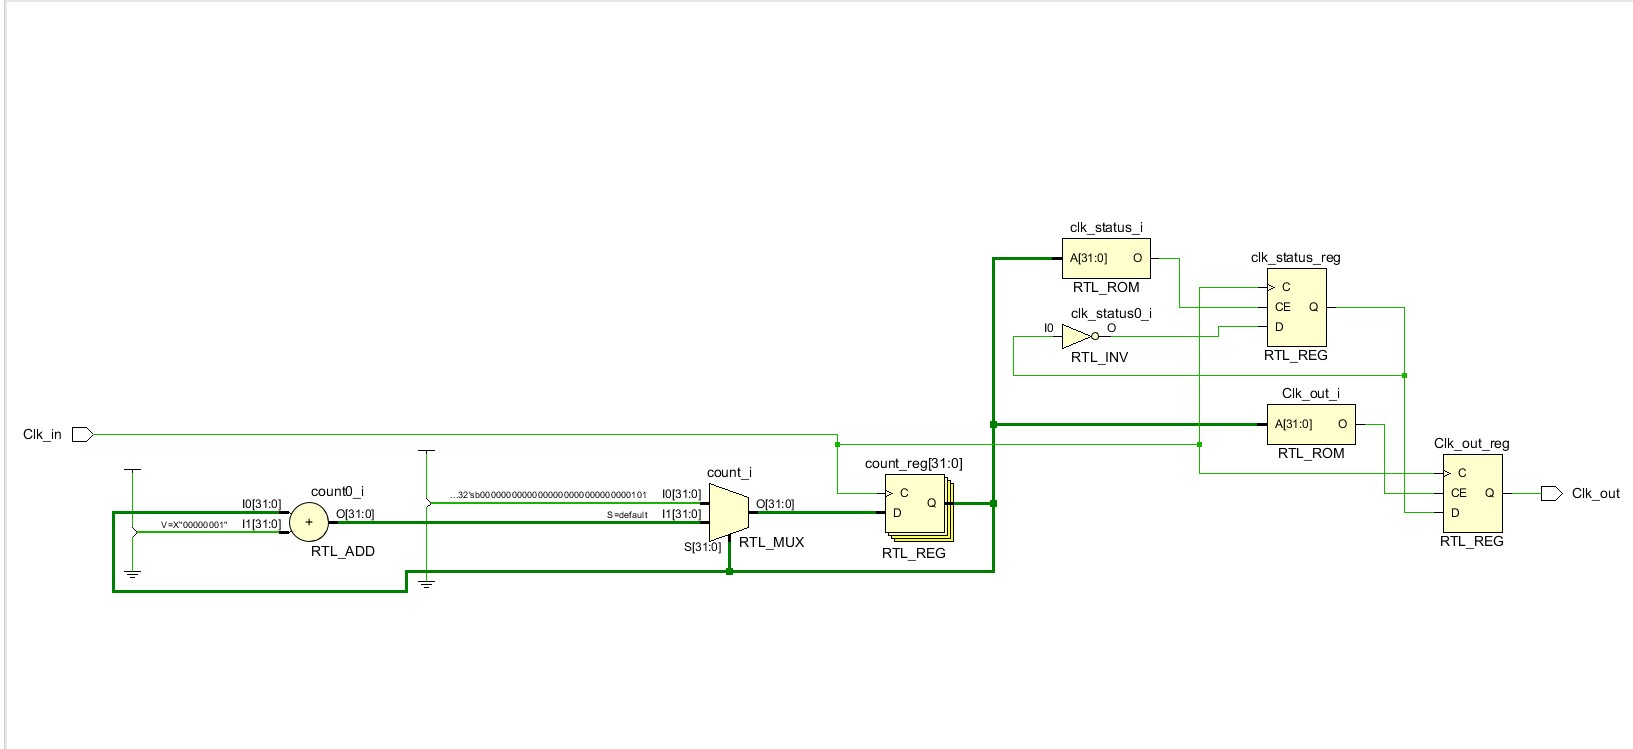 clk_status_i
A[31:0] O
RTL_ROM
clk_status_reg
C
CE Q
D
RTL_REG
clk_status0_i
I0 O
RTL_INV
Clk_out_i
A[31:0] O
RTL_ROM
Clk_in
Clk_out_reg
C
CE Q
D
RTL_REG
Clk_out
count0_i
I0[31:0]
V=X"00000001" I1[31:0]
+
O[31:0]
RTL_ADD
count_i
...32'sb00000000000000000000000000000101 I0[31:0]
S=default I1[31:0]
S[31:0]
O[31:0]
RTL_MUX
count_reg[31:0]
C
D Q
RTL_REG